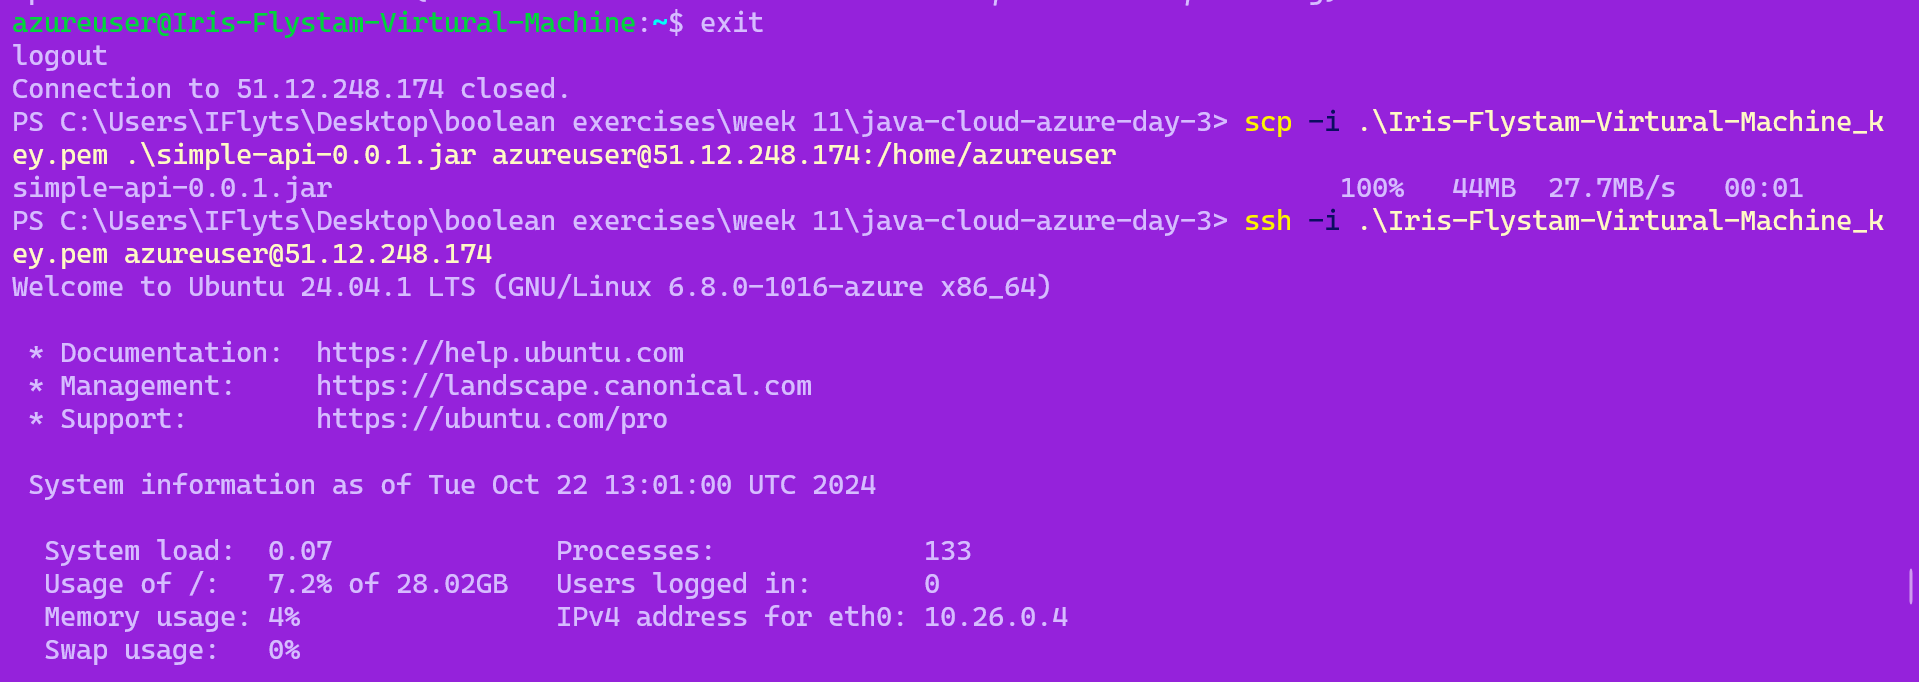 azureuser@Iris-Flystam-Virtural-Machine:~$ exit
logout
Connection to 51.12.248.174 closed.
PS C:\Users\IFlyts\Desktop\boolean exercises\week 11\java-cloud-azure-day-3> scp -i .\Iris-Flystam-Virtural-Machine_k
ey.pem .\simple-api-0.0.1.jar azureuser@51.12.248.174:/home/azureuser
simple-api-0.0.1.jar 100% 44MB 27.7MB/s 00:01
PS C:\Users\IFlyts\Desktop\boolean exercises\week 11\java-cloud-azure-day-3> ssh -i .\Iris-Flystam-Virtural-Machine_k
ey.pem azureuser@51.12.248.174
Welcome to Ubuntu 24.04.1 LTS (GNU/Linux 6.8.0-1016-azure x86_64)
* Documentation: https://help.ubuntu.com
* Management: https://landscape.canonical.com
* Support: https://ubuntu.com/pro
System information as of Tue Oct 22 13:01:00 UTC 2024
System load: 0.07 Processes: 133
Usage of /: 7.2% of 28.02GB Users logged in: 0
Memory usage: 4% IPv4 address for eth0: 10.26.0.4
Swap usage: 0%